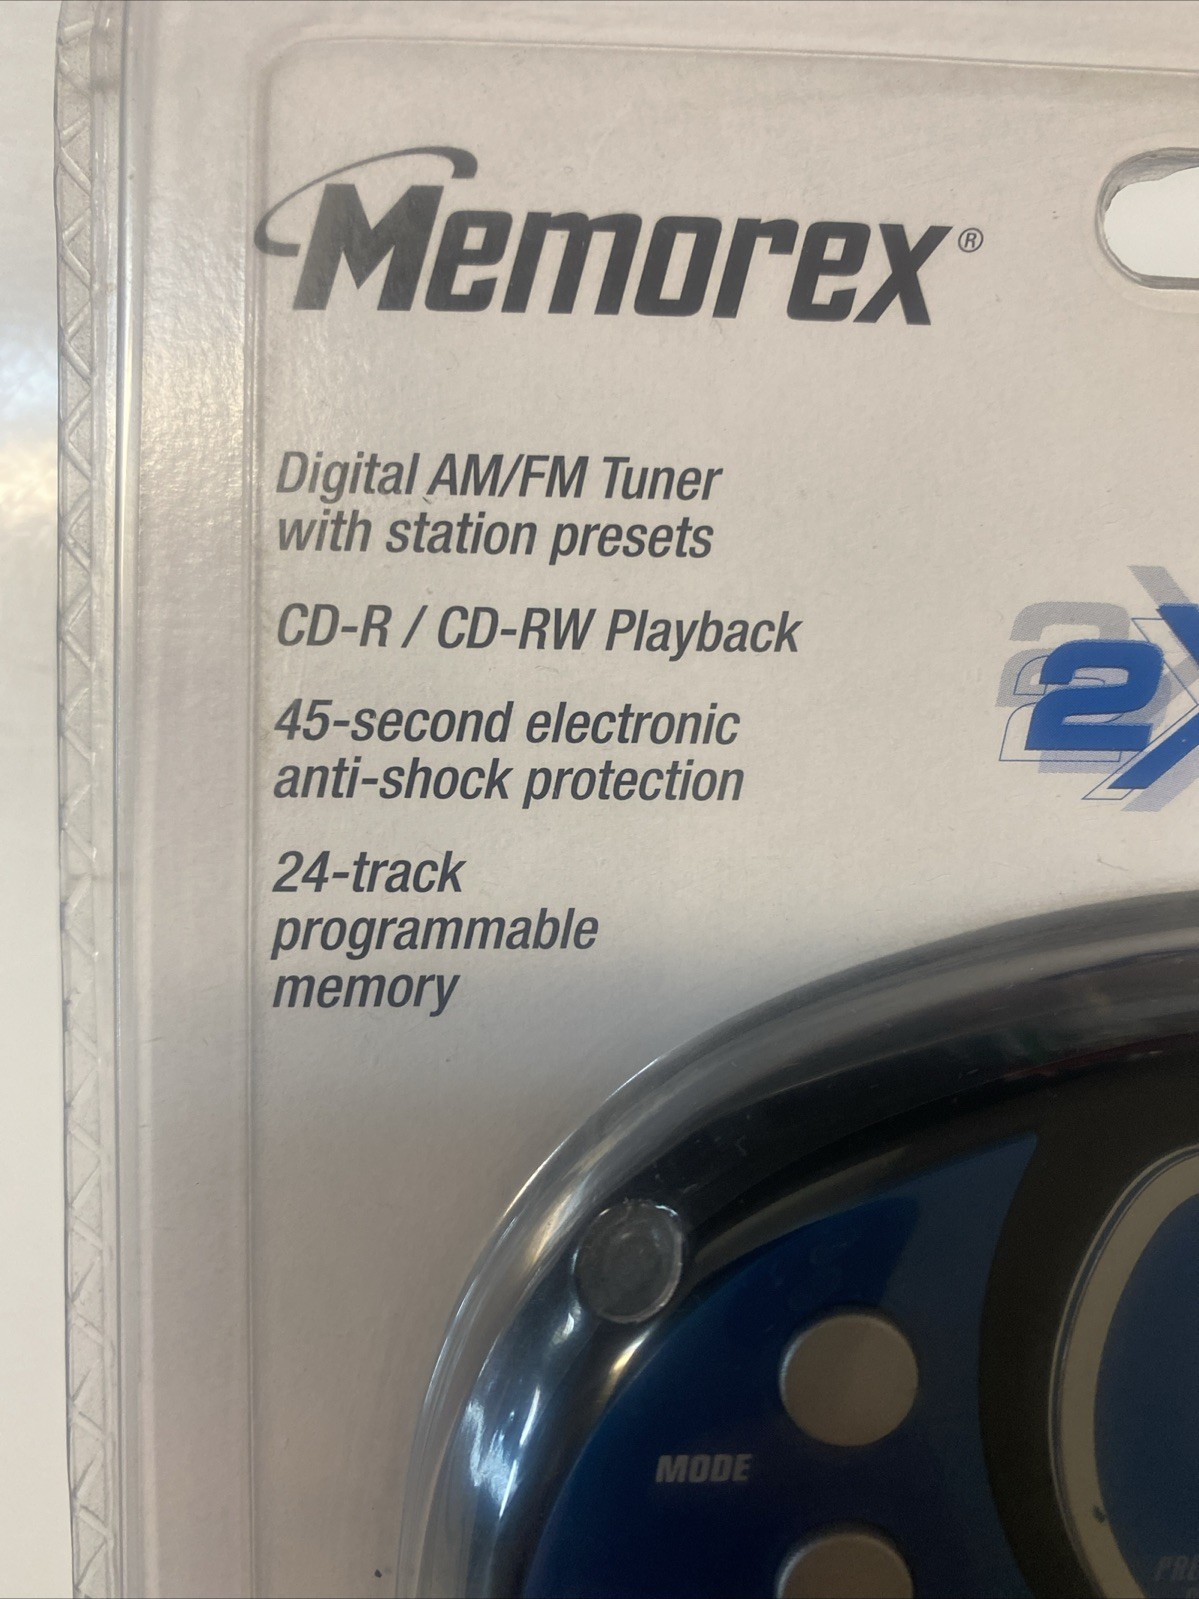 Memorex®
Digital AM/FM Tuner
with station presets
CD-R / CD-RW Playback
45-second electronic
anti-shock protection
24-track
programmable
memory
2X
MODE